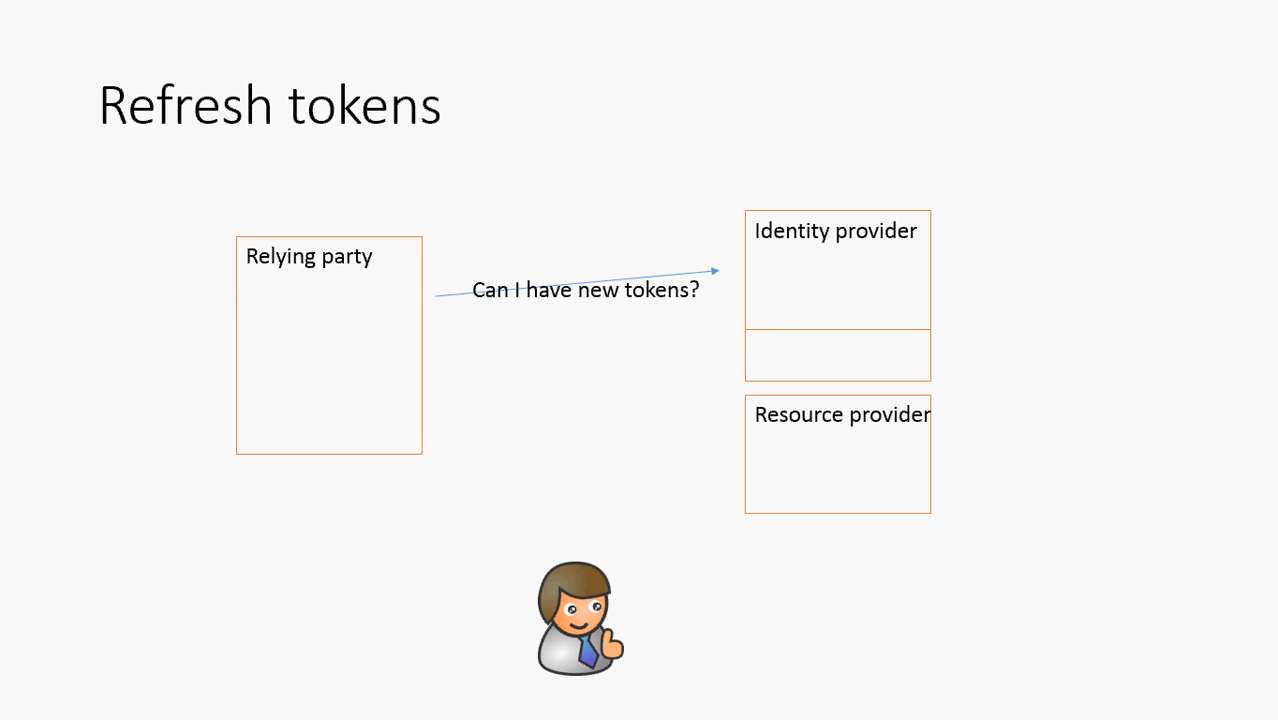 Refresh tokens
Relying party
Can I have new tokens?
Identity provider
Resource provider